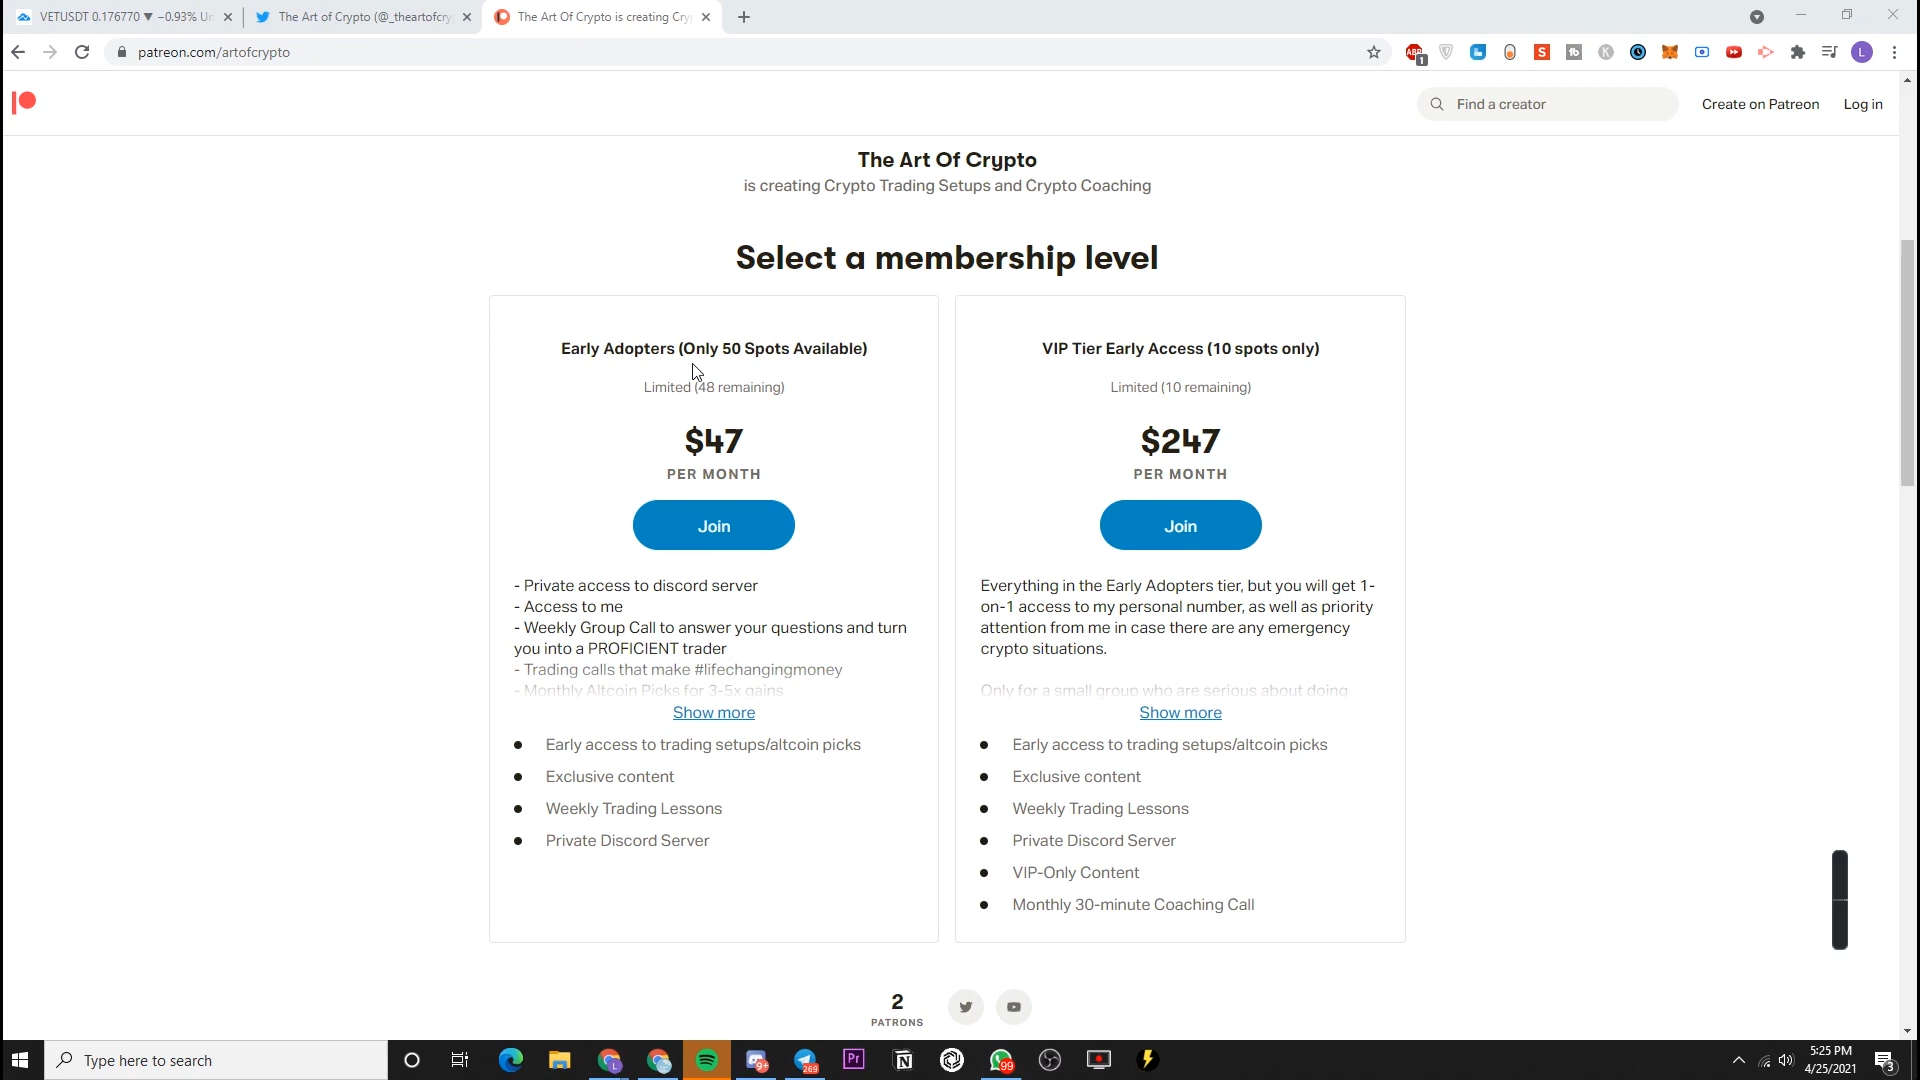 VETUSDT 0.176770 ▼ −0.93% Un
The Art of Crypto (@_theartofcry
The Art Of Crypto is creating Cry
patreon.com/artofcrypto
ABP
1
S
tb
K
L
Find a creator
Create on Patreon
Log in
The Art Of Crypto
is creating Crypto Trading Setups and Crypto Coaching
Select a membership level
Early Adopters (Only 50 Spots Available)
Limited (48 remaining)
$47
PER MONTH
Join
- Private access to discord server
- Access to me
- Weekly Group Call to answer your questions and turn
you into a PROFICIENT trader
- Trading calls that make #lifechangingmoney
- Monthly Altcoin Picks for 3-5x gains
Show more
• Early access to trading setups/altcoin picks
• Exclusive content
• Weekly Trading Lessons
• Private Discord Server
VIP Tier Early Access (10 spots only)
Limited (10 remaining)
$247
PER MONTH
Join
Everything in the Early Adopters tier, but you will get 1-
on-1 access to my personal number, as well as priority
attention from me in case there are any emergency
crypto situations.
Only for a small group who are serious about doing
Show more
• Early access to trading setups/altcoin picks
• Exclusive content
• Weekly Trading Lessons
• Private Discord Server
• VIP-Only Content
• Monthly 30-minute Coaching Call
2
PATRONS
Type here to search
L
9+
269
Pr
N
99
5:25 PM
4/25/2021
3